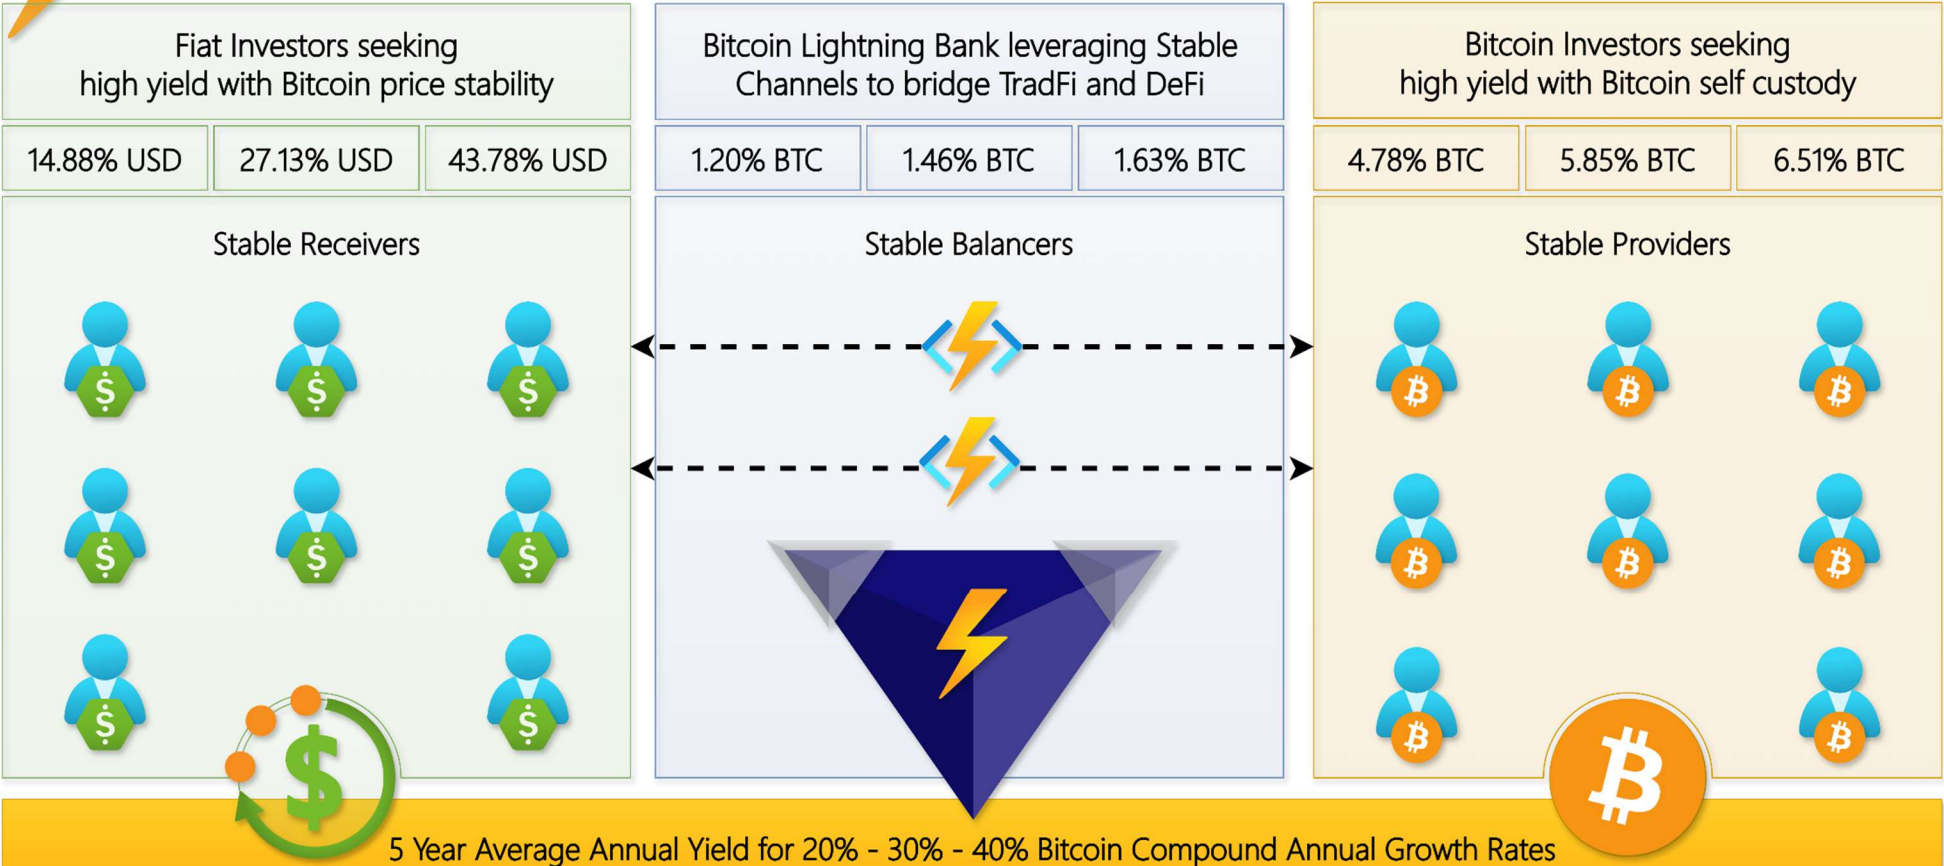 Fiat Investors seeking
high yield with Bitcoin price stability
14.88% USD
27.13% USD
43.78% USD
Stable Receivers
Bitcoin Lightning Bank leveraging Stable
Channels to bridge TradFi and DeFi
1.20% BTC
1.46% BTC
1.63% BTC
Stable Balancers
Bitcoin Investors seeking
high yield with Bitcoin self custody
4.78% BTC
5.85% BTC
6.51% BTC
Stable Providers
5 Year Average Annual Yield for 20% - 30% - 40% Bitcoin Compound Annual Growth Rates